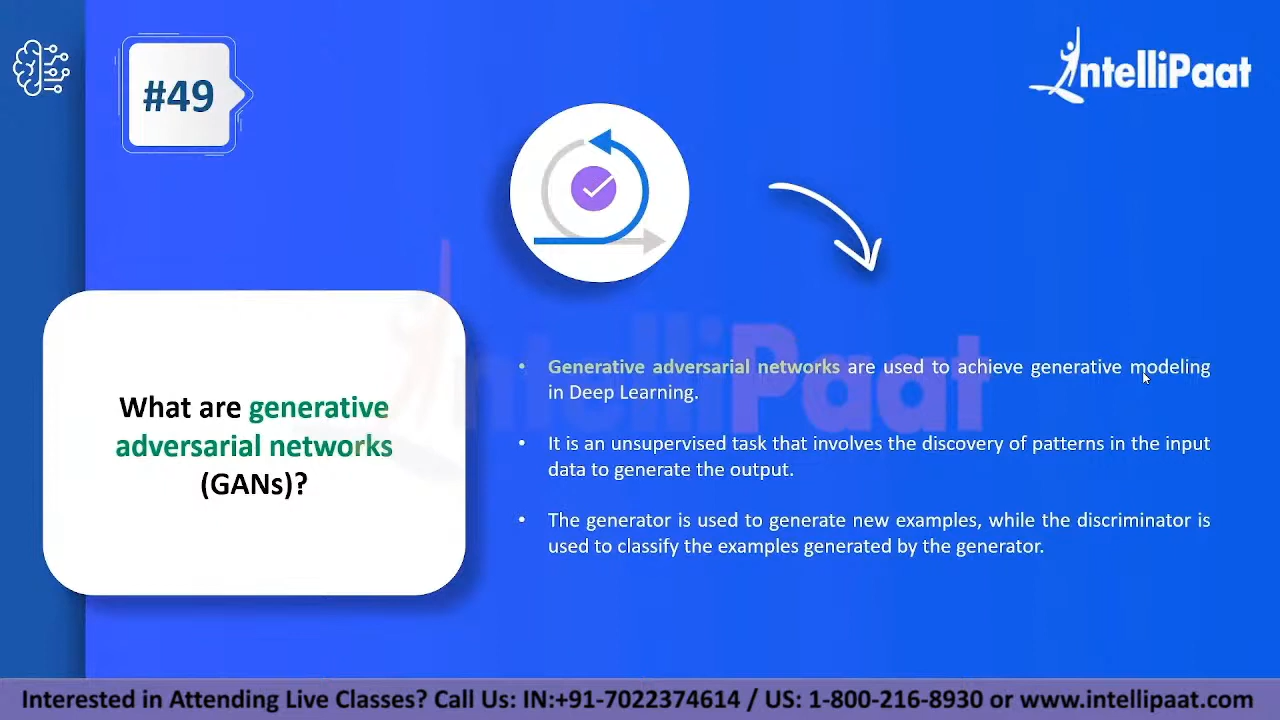 #49
IntelliPaat
What are generative
adversarial networks
(GANs)?
IntelliPaat
• Generative adversarial networks are used to achieve generative modeling
in Deep Learning.
• It is an unsupervised task that involves the discovery of patterns in the input
data to generate the output.
• The generator is used to generate new examples, while the discriminator is
used to classify the examples generated by the generator.
Interested in Attending Live Classes? Call Us: IN:+91-7022374614 / US: 1-800-216-8930 or www.intellipaat.com